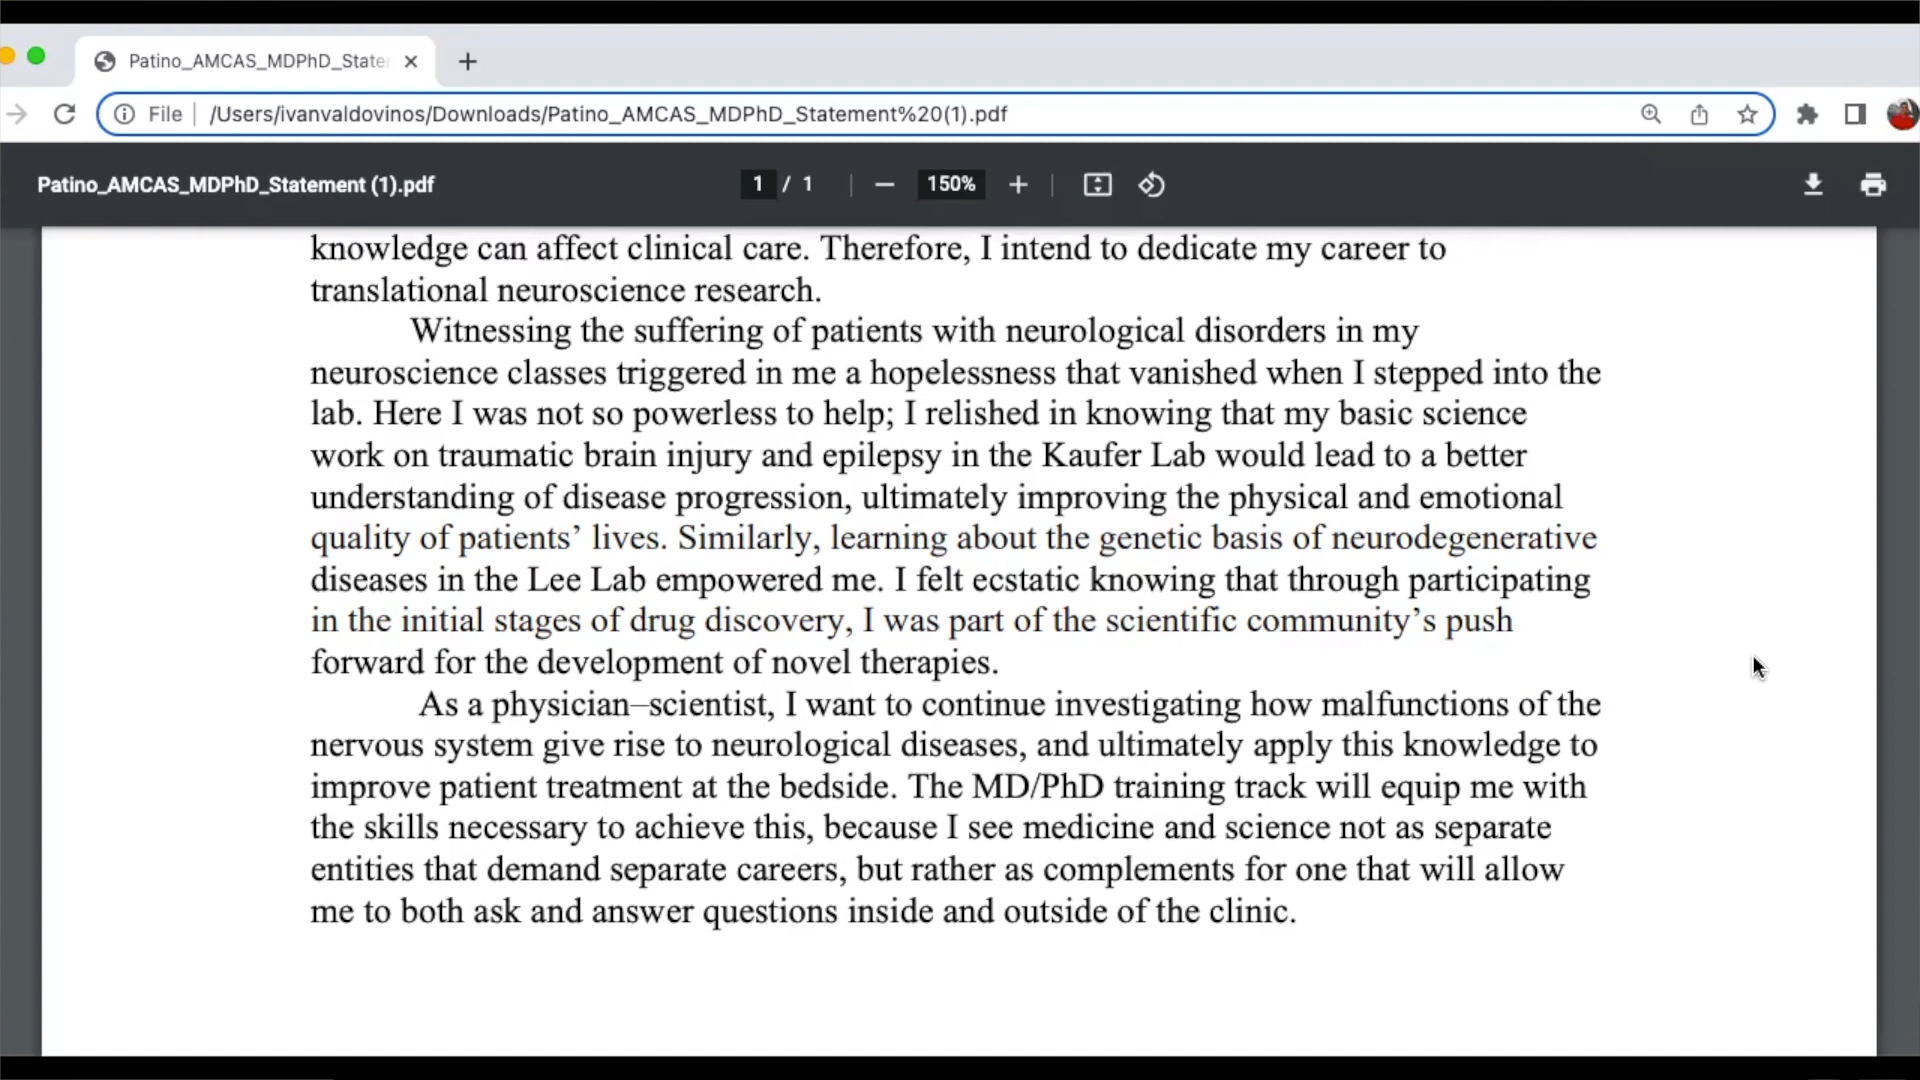 Patino_AMCAS_MDPhD_State
File /Users/ivanvaldovinos/Downloads/Patino_AMCAS_MDPhD_Statement%20(1).pdf
Patino_AMCAS_MDPhD_Statement (1).pdf 1 / 1 150%
knowledge can affect clinical care. Therefore, I intend to dedicate my career to
translational neuroscience research.
Witnessing the suffering of patients with neurological disorders in my
neuroscience classes triggered in me a hopelessness that vanished when I stepped into the
lab. Here I was not so powerless to help; I relished in knowing that my basic science
work on traumatic brain injury and epilepsy in the Kaufer Lab would lead to a better
understanding of disease progression, ultimately improving the physical and emotional
quality of patients’ lives. Similarly, learning about the genetic basis of neurodegenerative
diseases in the Lee Lab empowered me. I felt ecstatic knowing that through participating
in the initial stages of drug discovery, I was part of the scientific community’s push
forward for the development of novel therapies.
As a physician–scientist, I want to continue investigating how malfunctions of the
nervous system give rise to neurological diseases, and ultimately apply this knowledge to
improve patient treatment at the bedside. The MD/PhD training track will equip me with
the skills necessary to achieve this, because I see medicine and science not as separate
entities that demand separate careers, but rather as complements for one that will allow
me to both ask and answer questions inside and outside of the clinic.